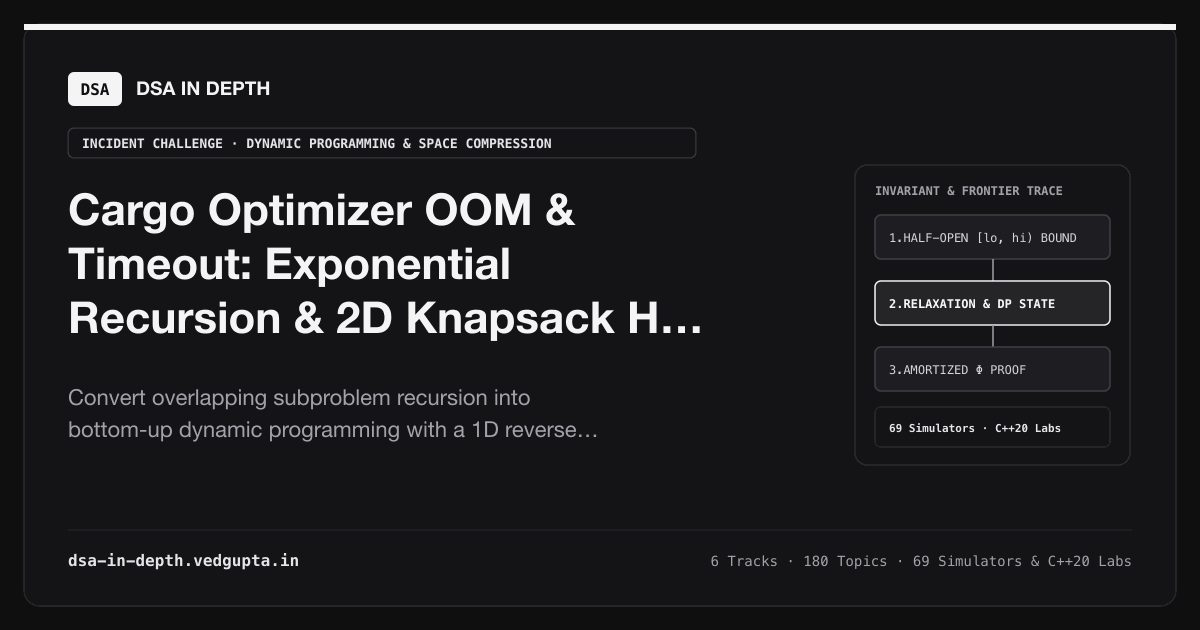 DSA DSA IN DEPTH
INCIDENT CHALLENGE · DYNAMIC PROGRAMMING & SPACE COMPRESSION
Cargo Optimizer OOM &
Timeout: Exponential
Recursion & 2D Knapsack H...
Convert overlapping subproblem recursion into
bottom-up dynamic programming with a 1D reverse...
INVARIANT & FRONTIER TRACE
1.HALF-OPEN [lo, hi) BOUND
2.RELAXATION & DP STATE
3.AMORTIZED Φ PROOF
69 Simulators · C++20 Labs
dsa-in-depth.vedgupta.in
6 Tracks · 180 Topics · 69 Simulators & C++20 Labs